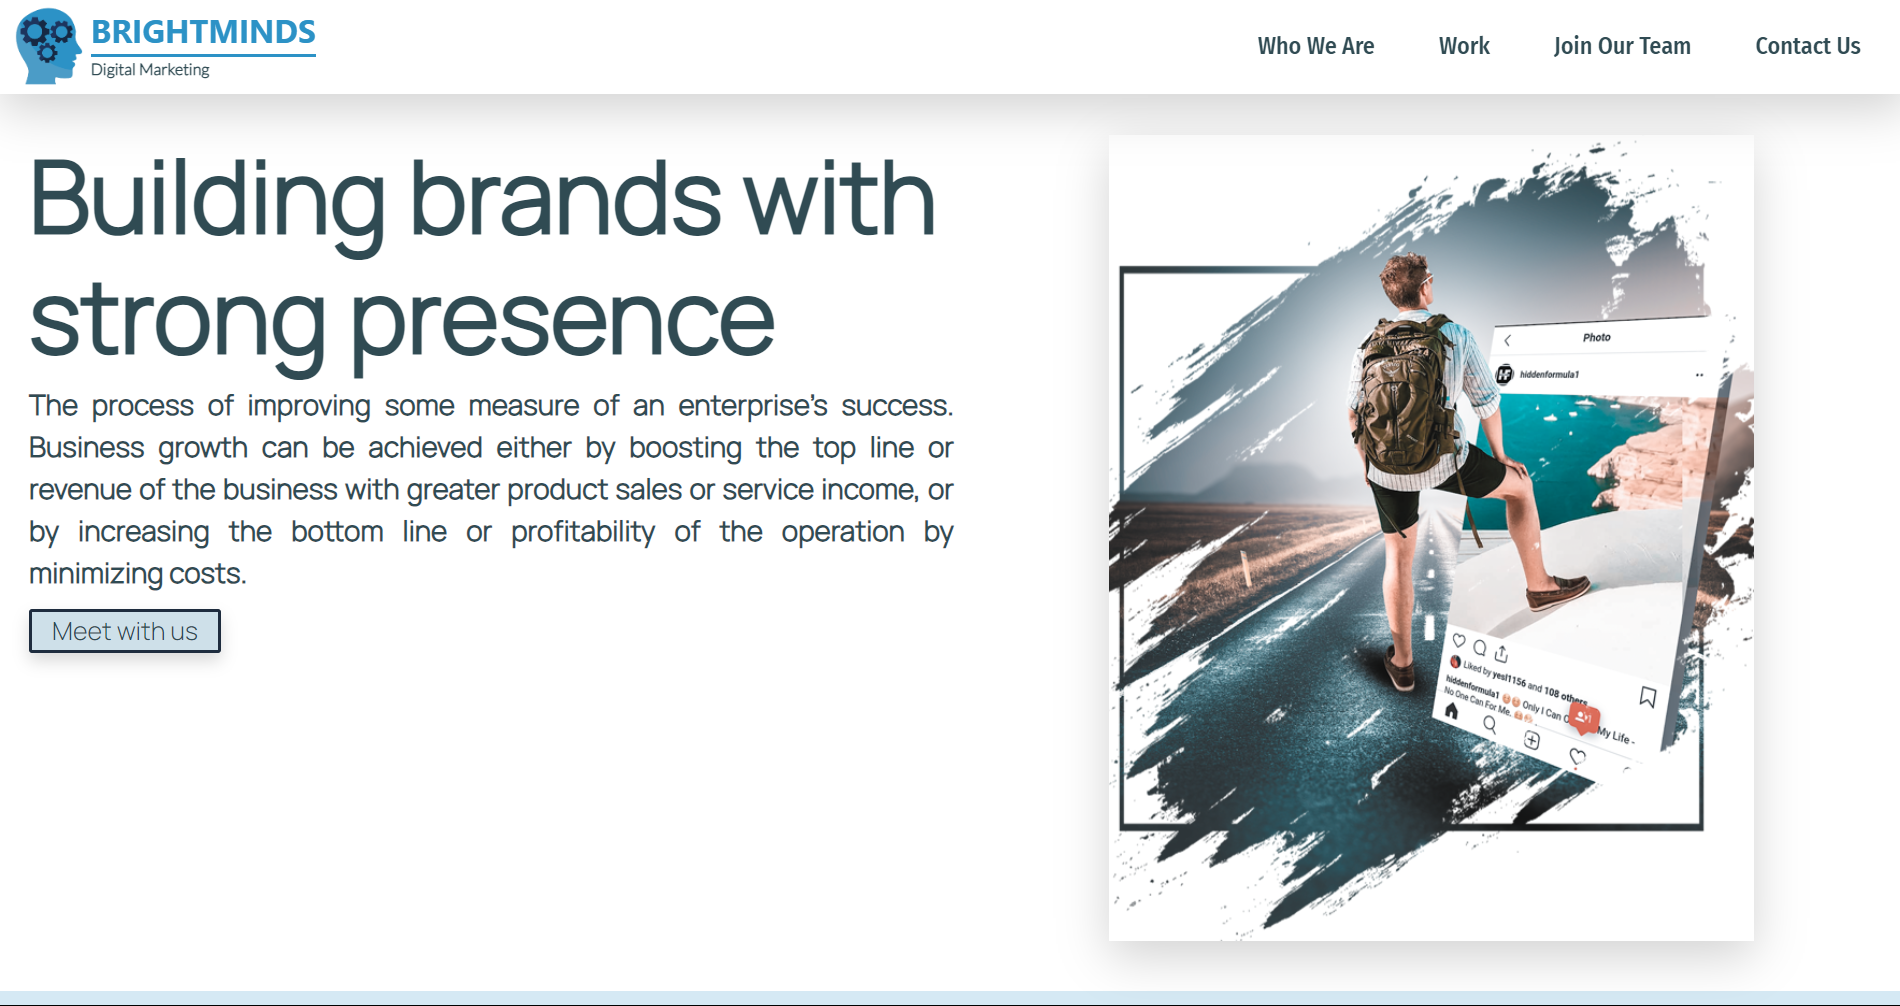 BRIGHTMINDS
Digital Marketing
Who We Are
Work
Join Our Team
Contact Us
Building brands with
strong presence
The process of improving some measure of an enterprise's success.
Business growth can be achieved either by boosting the top line or
revenue of the business with greater product sales or service income, or
by increasing the bottom line or profitability of the operation by
minimizing costs.
Meet with us
Photo
hiddenformula1
Liked by yesi1156 and 108 others
hiddenformula1 Only I Can My Life -
No One Can For Me.